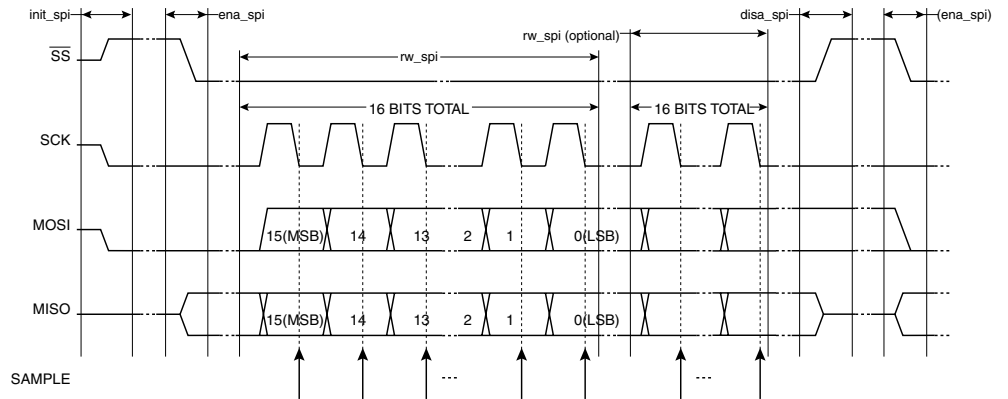 init_spi
ena_spi
disa_spi
(ena_spi)
rw_spi (optional)
rw_spi
SS
16 BITS TOTAL
16 BITS TOTAL
SCK
MOSI
15(MSB) 14 13 2 1 0(LSB)
MISO
15(MSB) 14 13 2 1 0(LSB)
SAMPLE